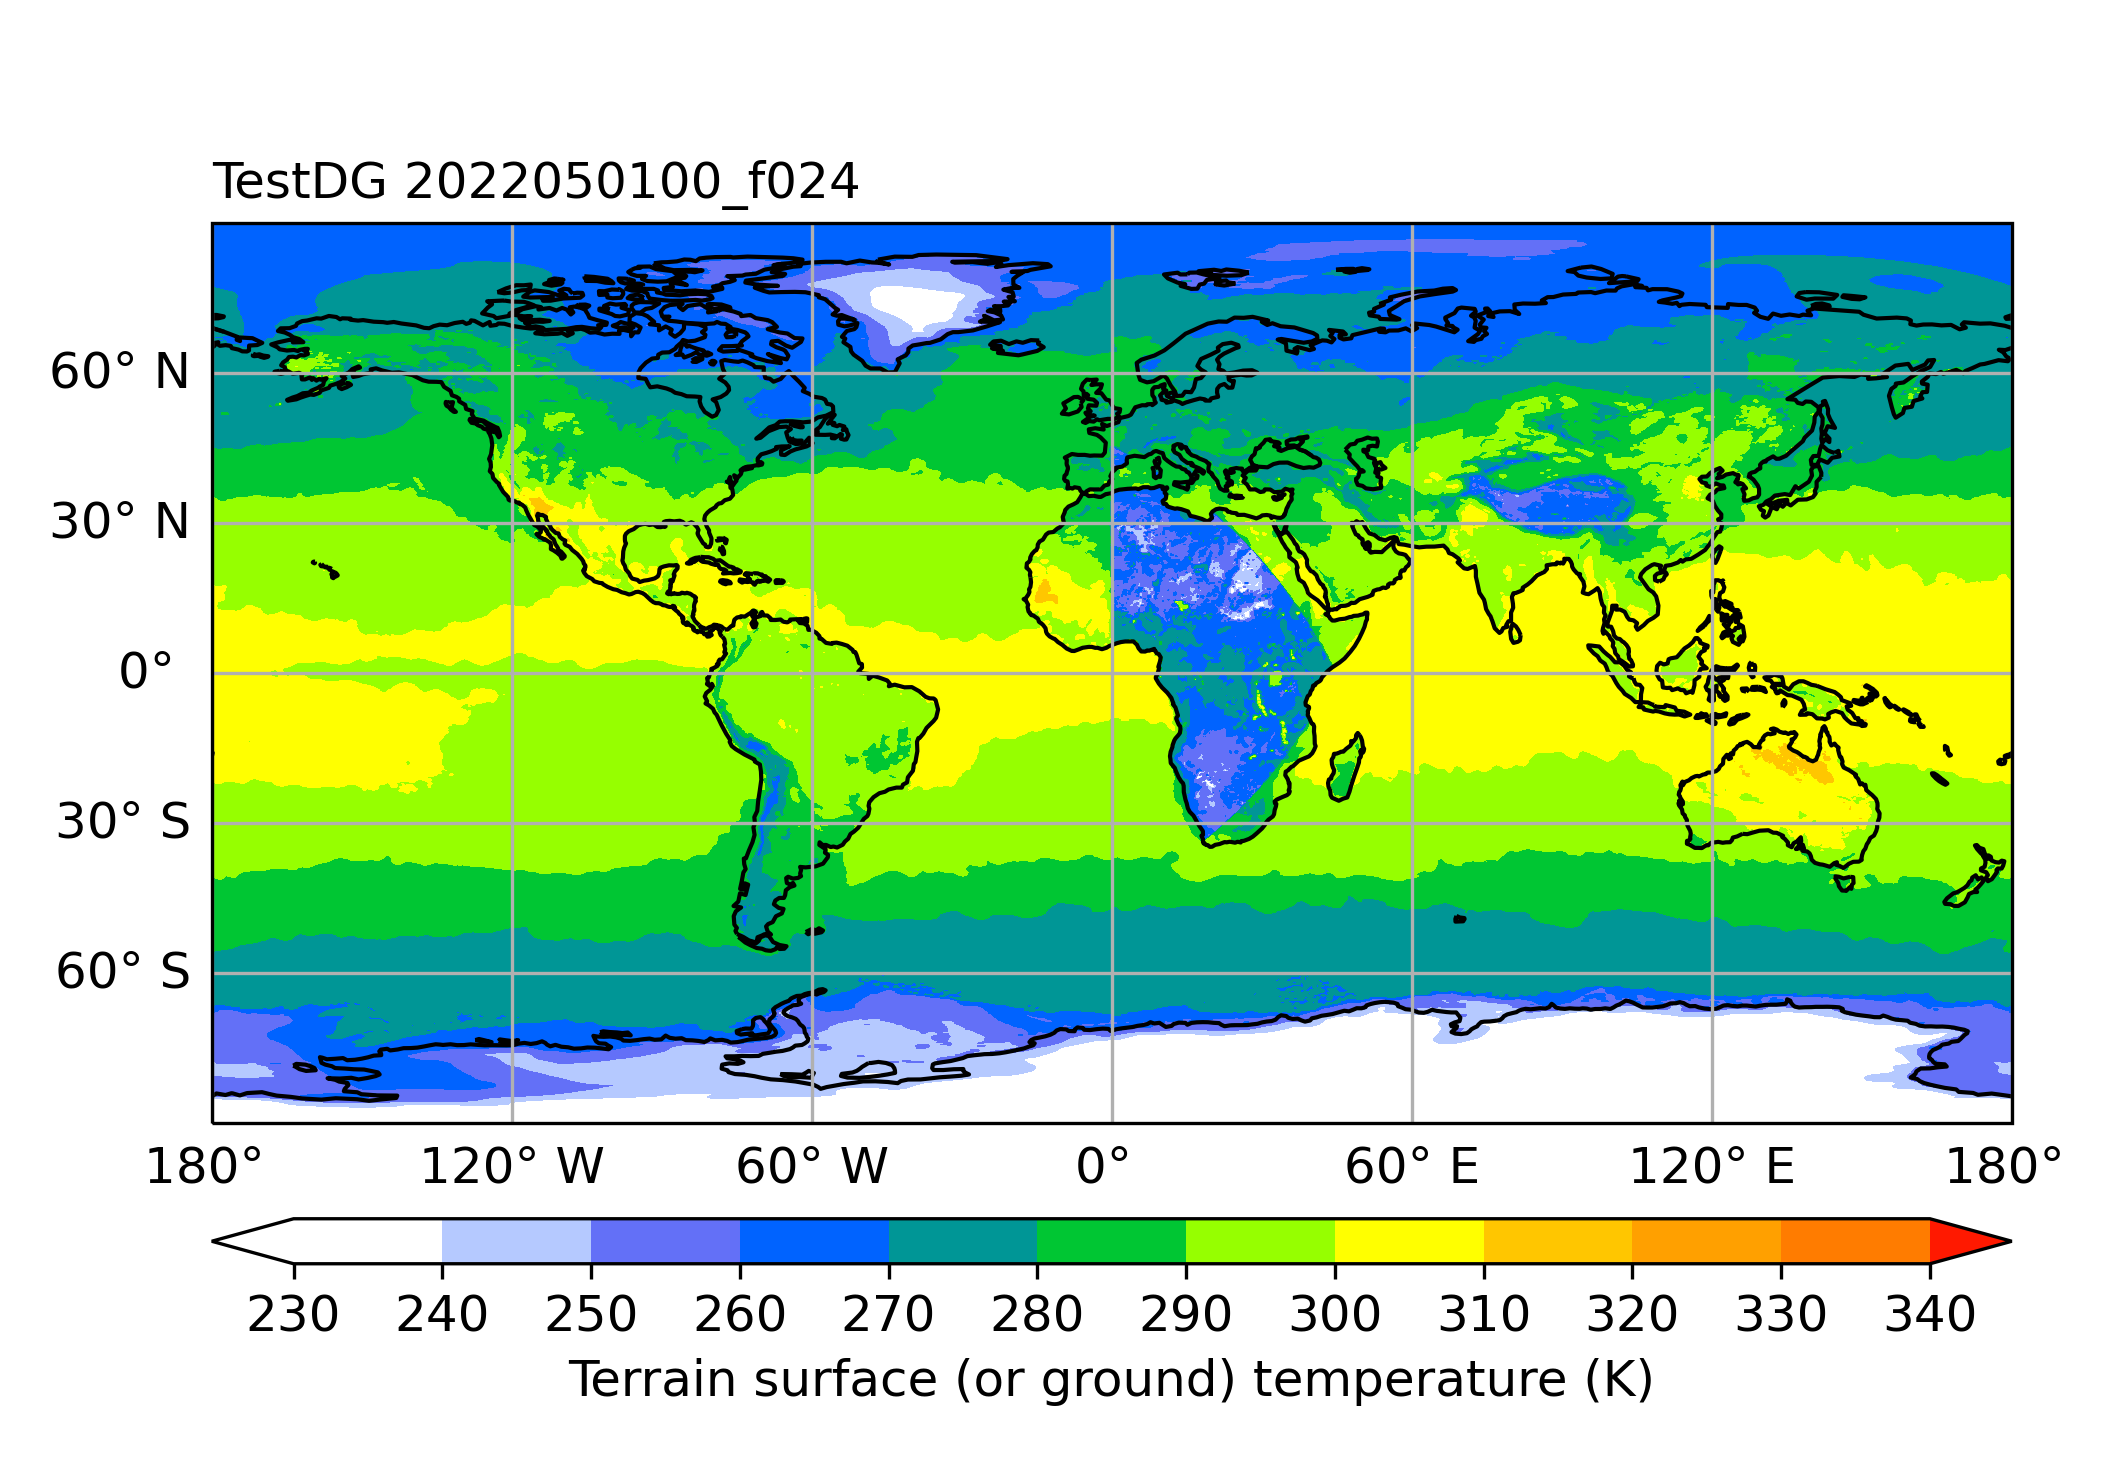 TestDG 2022050100_f024
60° N
30° N
0°
30° S
60° S
180° 120° W 60° W 0° 60° E 120° E 180°
230 240 250 260 270 280 290 300 310 320 330 340
Terrain surface (or ground) temperature (K)